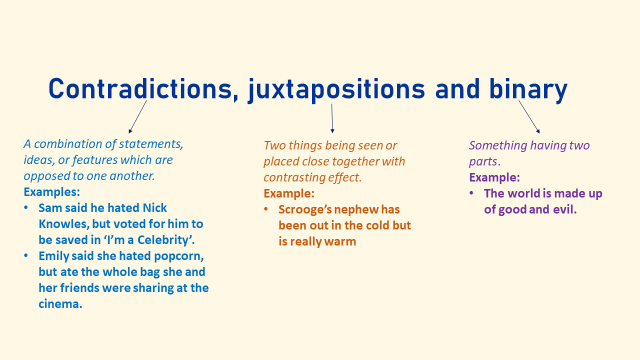 Contradictions, juxtapositions and binary
A combination of statements,
ideas, or features which are
opposed to one another.
Examples:
• Sam said he hated Nick
Knowles, but voted for him to
be saved in ‘I’m a Celebrity’.
• Emily said she hated popcorn,
but ate the whole bag she and
her friends were sharing at the
cinema.
Two things being seen or
placed close together with
contrasting effect.
Example:
• Scrooge’s nephew has
been out in the cold but
is really warm
Something having two
parts.
Example:
• The world is made up
of good and evil.